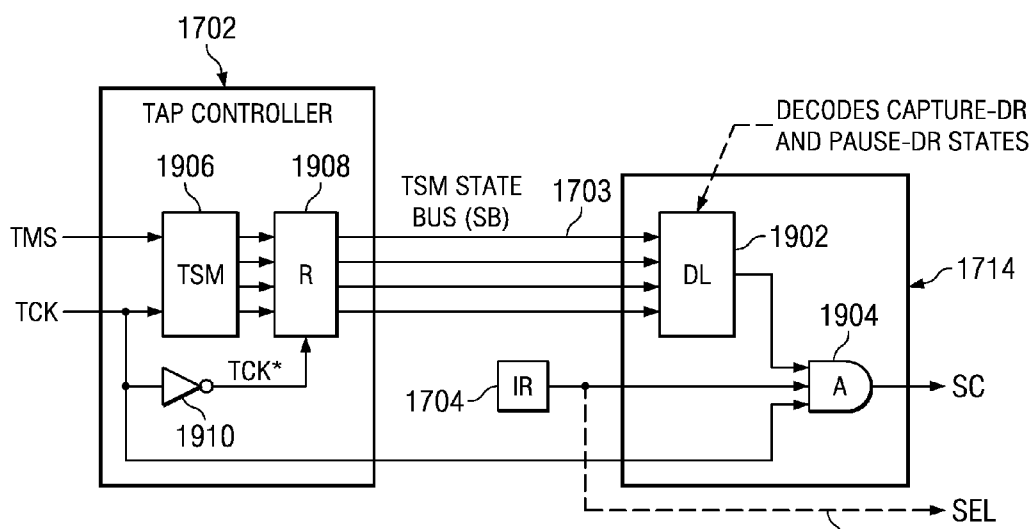 1702
TAP CONTROLLER
DECODES CAPTURE-DR
AND PAUSE-DR STATES
1906
1908
TSM STATE
BUS (SB)
1703
TMS
TSM
R
DL
1902
1714
TCK
1904
TCK*
1910
1704
IR
A
SC
SEL